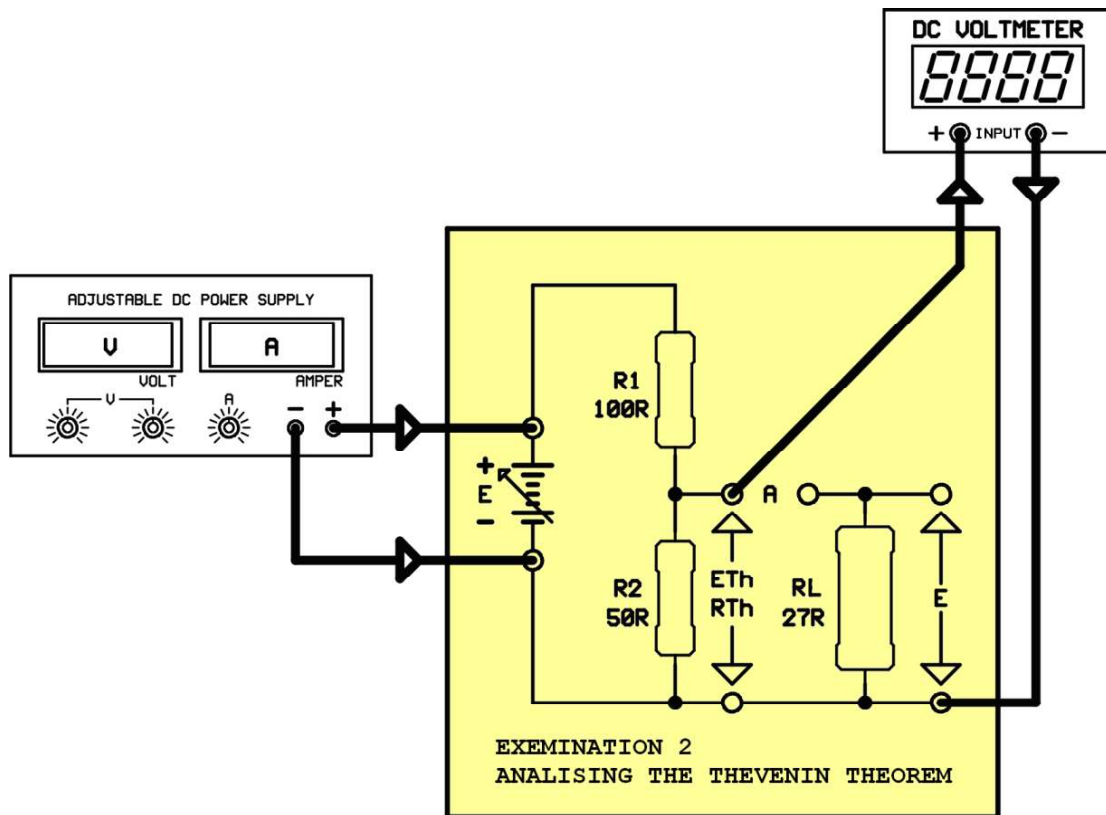 DC VOLTMETER
8888
+ INPUT -
ADJUSTABLE DC POWER SUPPLY
V A
VOLT AMPER
V A - +
R1
100R
+
E
-
A
R2
50R
ETh
RTh
RL
27R
E
EXEMINATION 2
ANALISING THE THEVENIN THEOREM